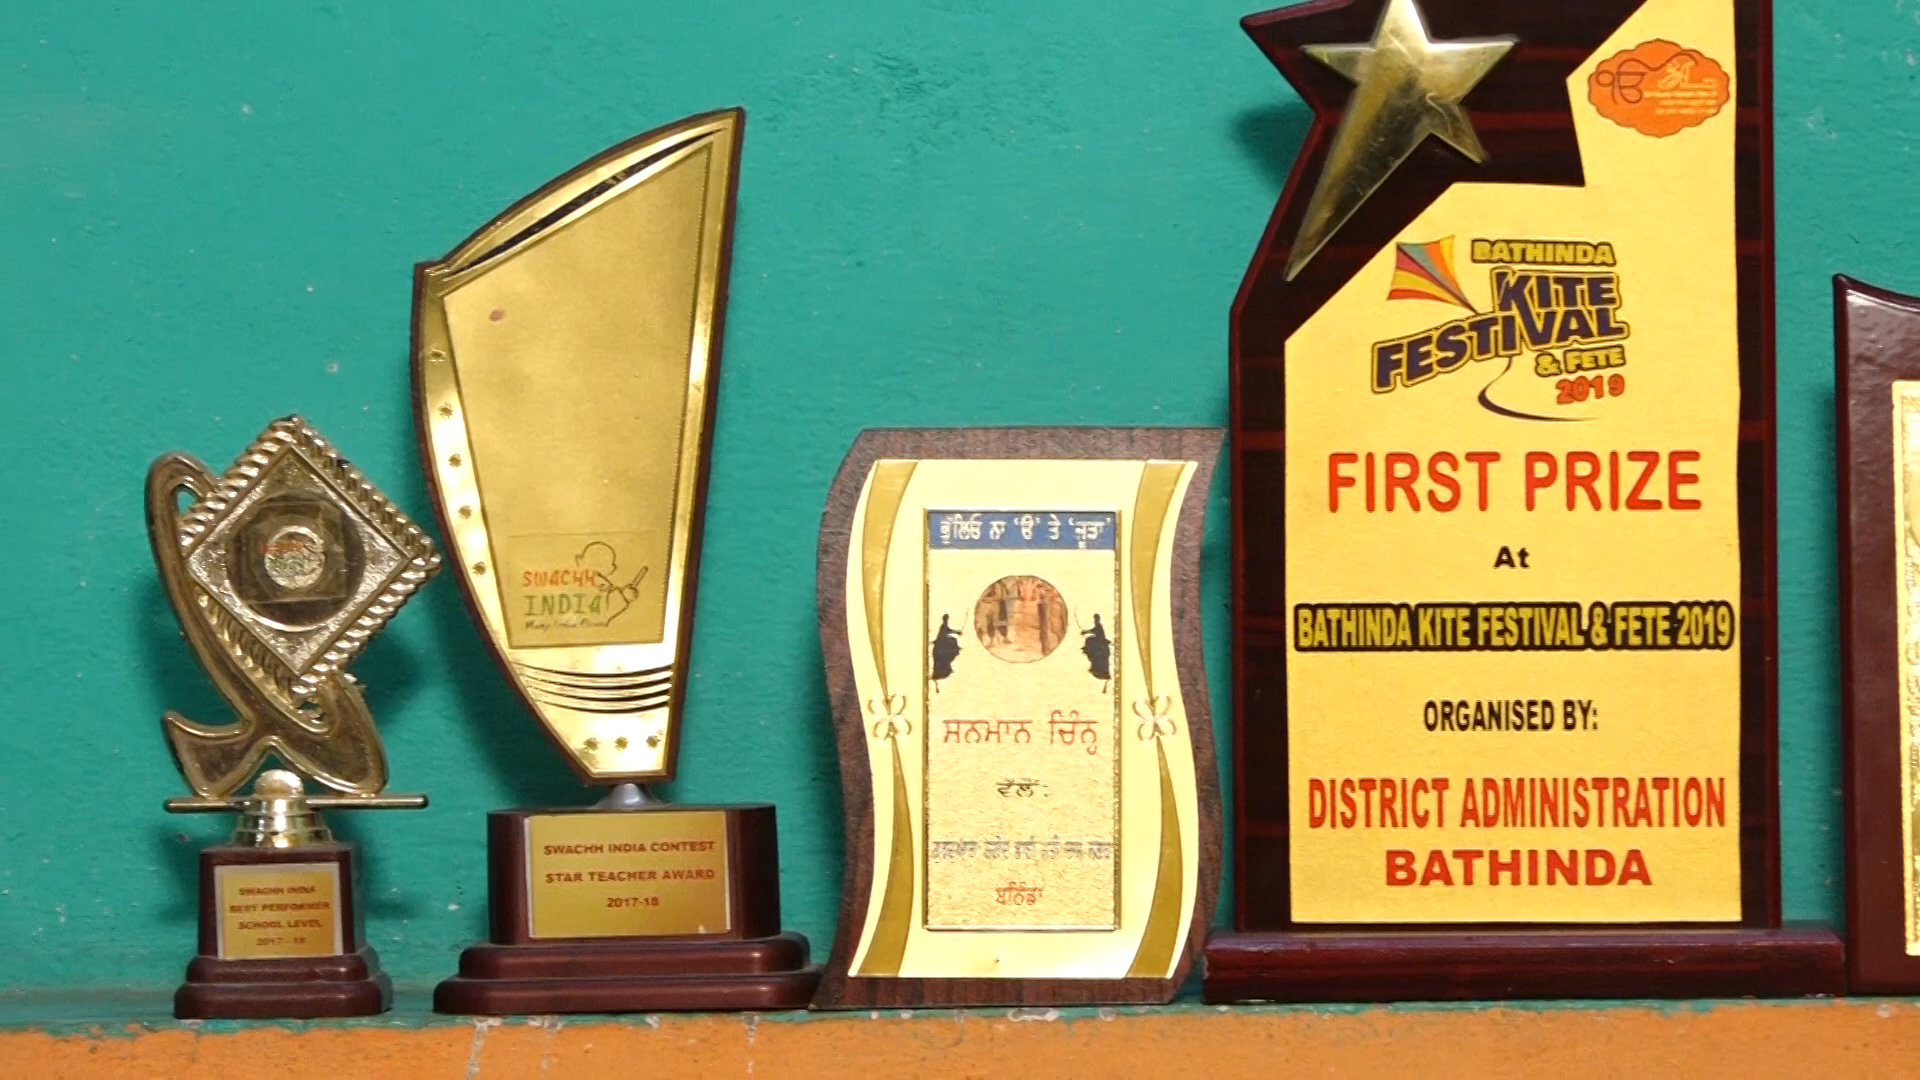 SWACHH INDIA
BEST PERFORMER
SCHOOL LEVEL
2017-18
SWACHH
INDIA
SWACHH INDIA CONTEST
STAR TEACHER AWARD
2017-18
ਭੁੱਲਿਓ ਨਾ ‘ਓ’ ਤੇ ‘ਜੂੜਾ’
ਸਨਮਾਨ ਚਿੰਨ੍ਹ
ਵੱਲੋਂ:
ਬਠਿੰਡਾ
BATHINDA
KITE
FESTIVAL
& FETE
2019
FIRST PRIZE
At
BATHINDA KITE FESTIVAL & FETE 2019
ORGANISED BY:
DISTRICT ADMINISTRATION
BATHINDA